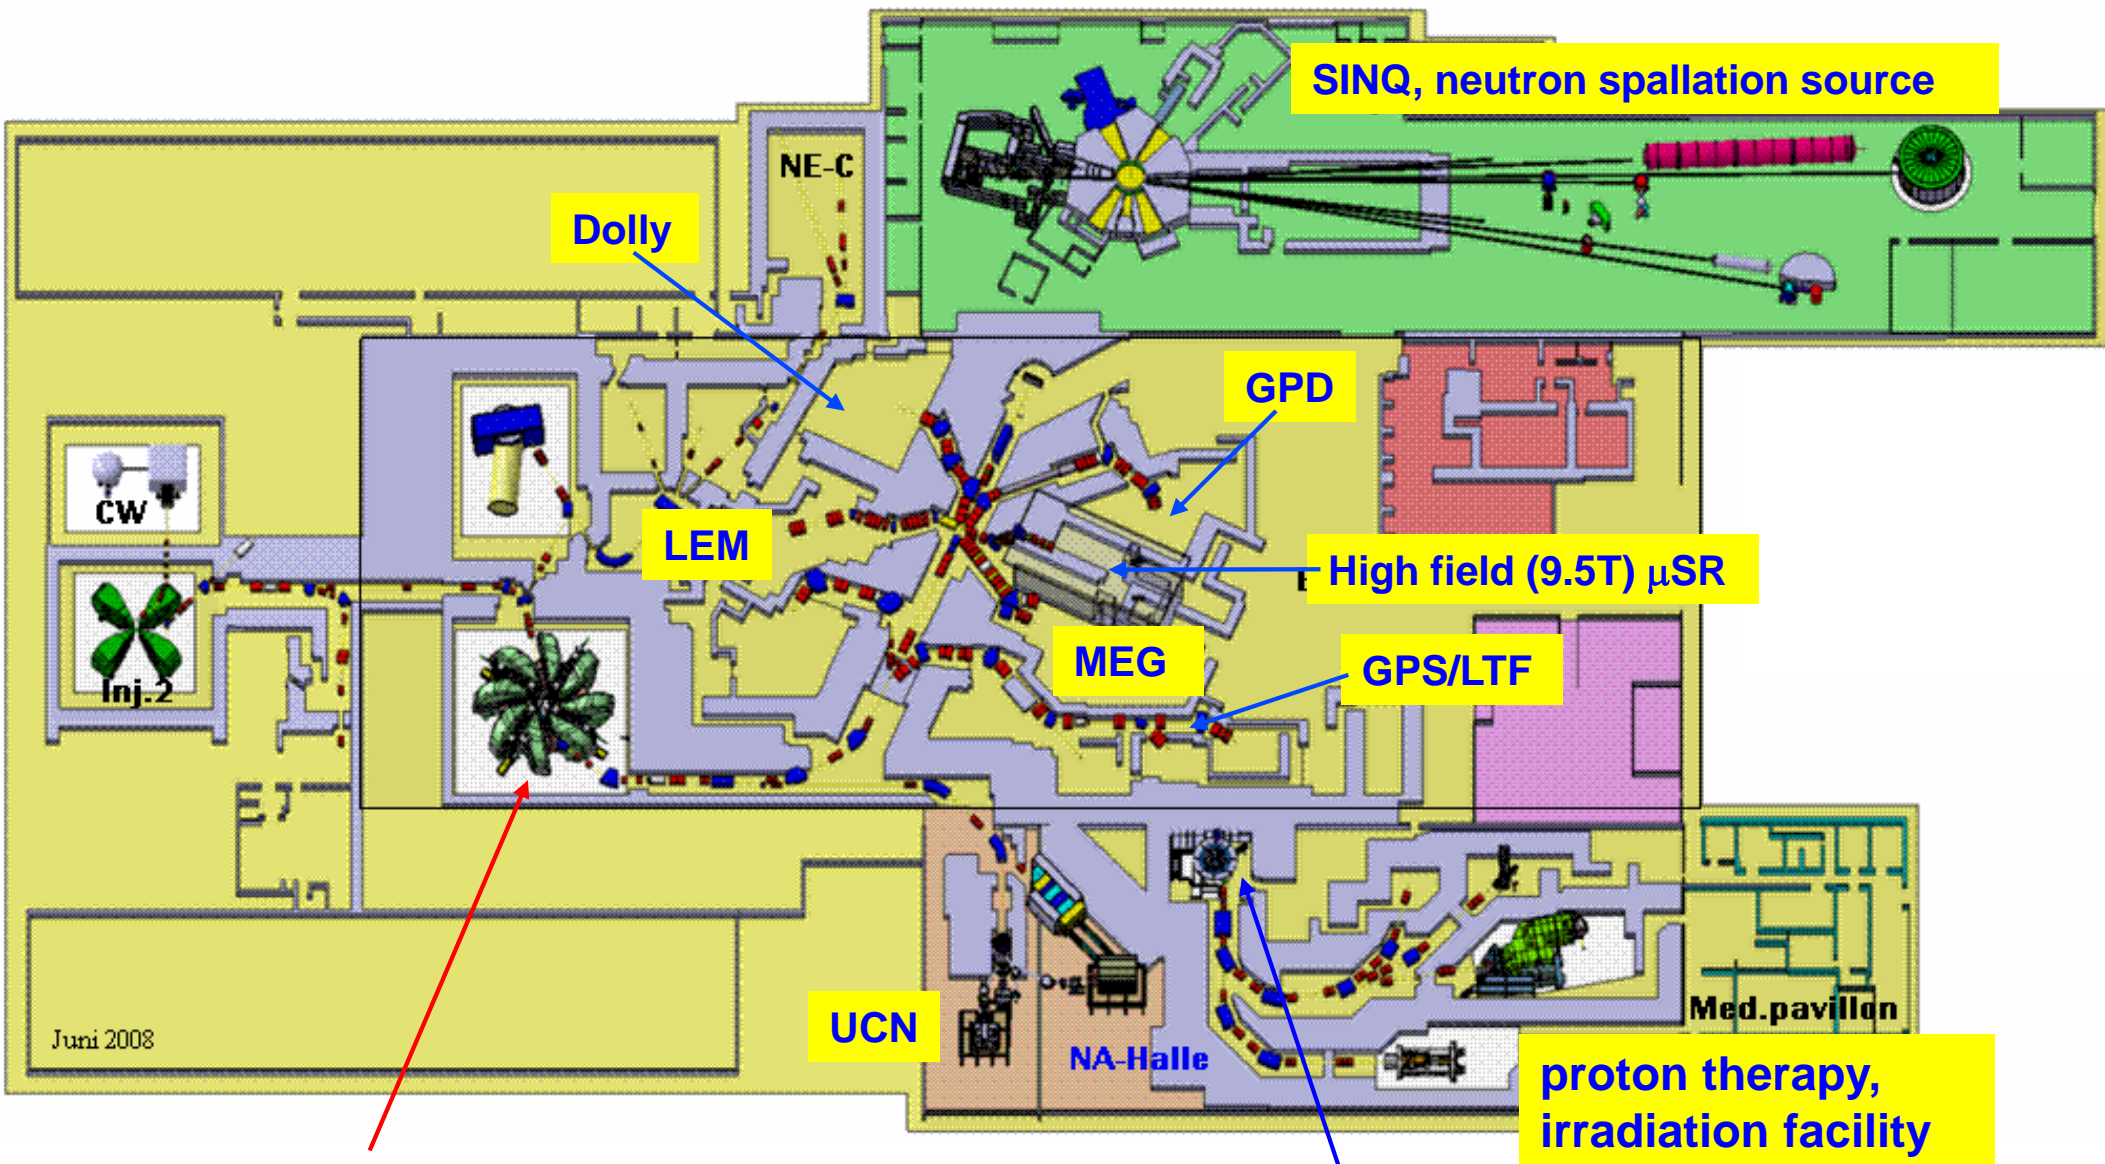 SINQ, neutron spallation source
NE-C
Dolly
GPD
CW
LEM
High field (9.5T) μSR
Inj.2
MEG
GPS/LTF
UCN
Juni 2008
NA-Halle
Med.pavillon
proton therapy,
irradiation facility